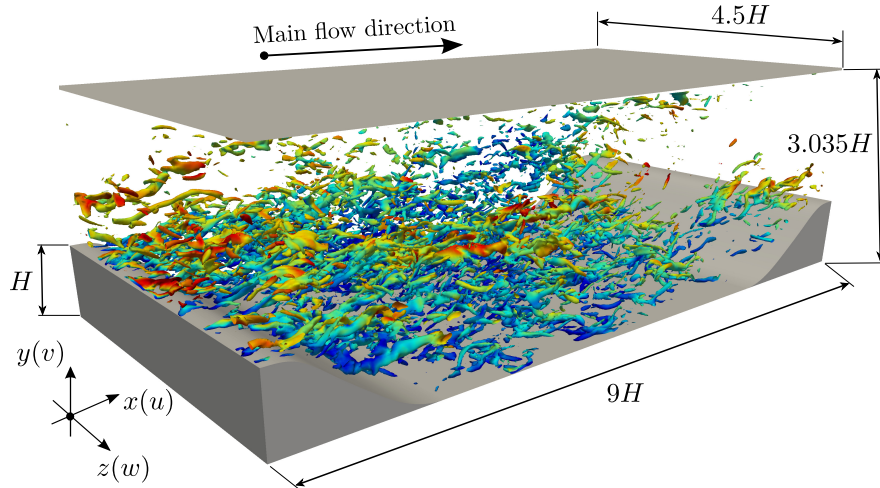 4.5H
Main flow direction
3.035H
H
y(v)
x(u)
9H
z(w)